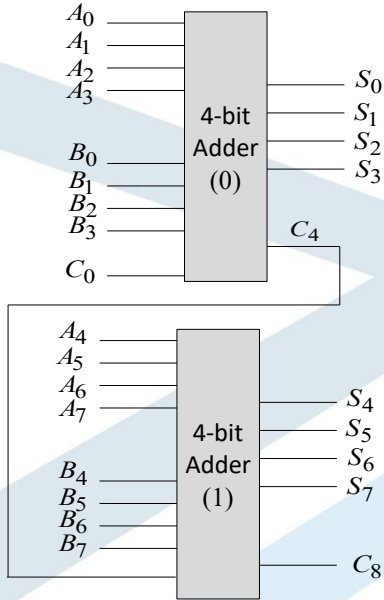 A0
A1
A2
A3
B0
B1
B2
B3
C0
4-bit
Adder
(0)
S0
S1
S2
S3
C4
A4
A5
A6
A7
B4
B5
B6
B7
4-bit
Adder
(1)
S4
S5
S6
S7
C8